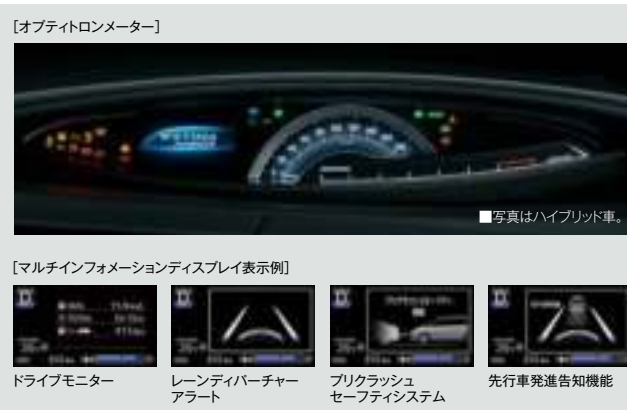 [オプティトロンメーター]
■写真はハイブリッド車。
[マルチインフォメーションディスプレイ表示例]
ドライブモニター
レーンディパーチャー
アラート
プリクラッシュ
セーフティシステム
先行車発進告知機能